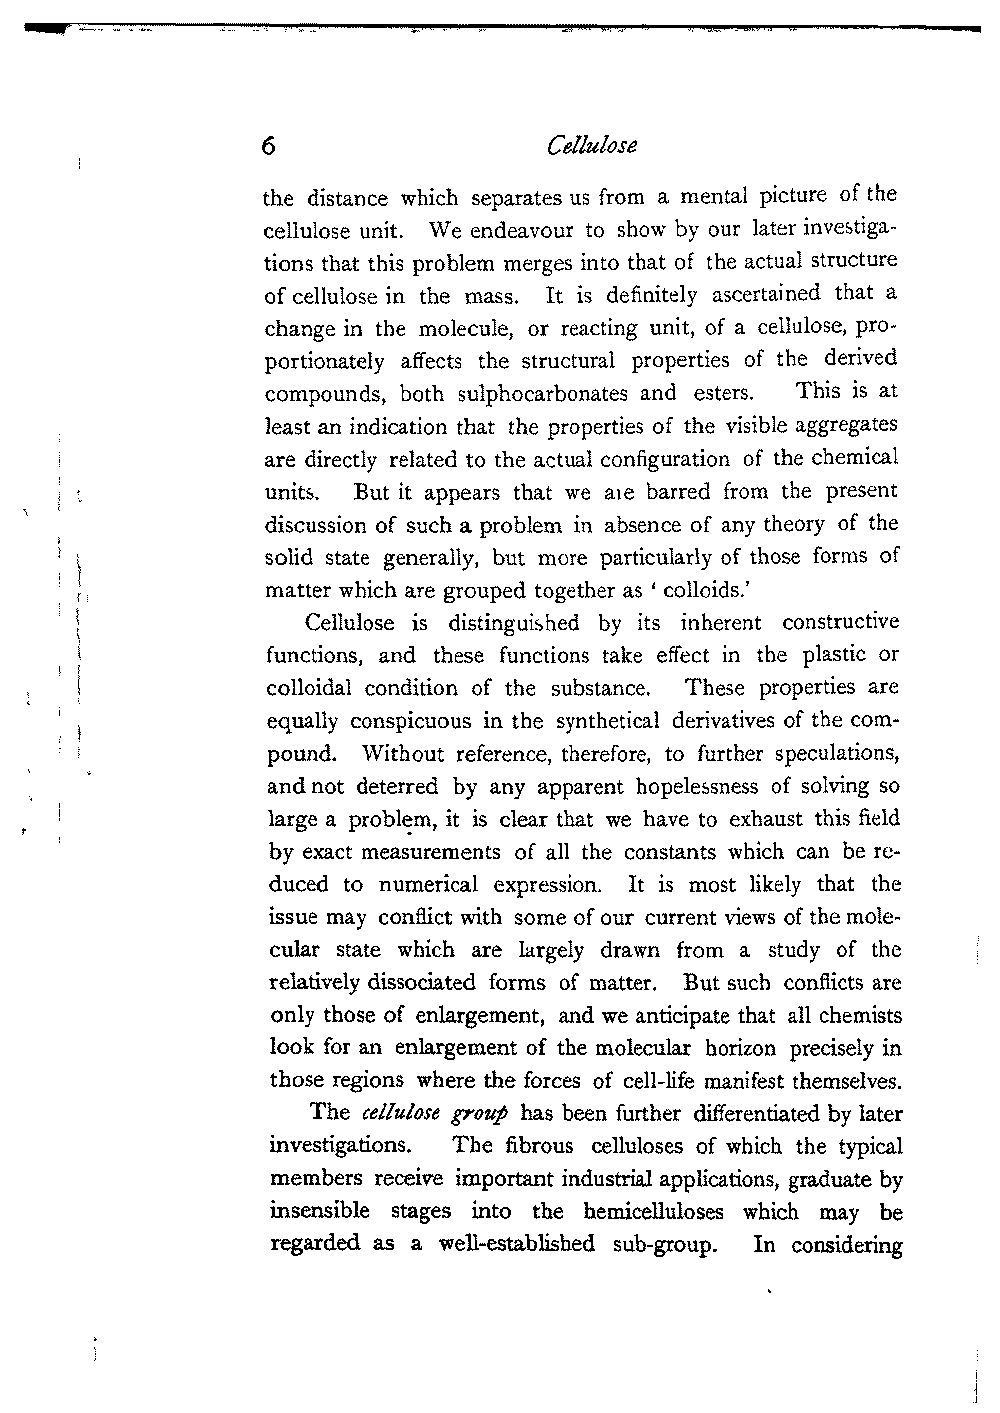 6 Cellulose
the distance which separates us from a mental picture of the
cellulose unit. We endeavour to show by our later investiga-
tions that this problem merges into that of the actual structure
of cellulose in the mass. It is definitely ascertained that a
change in the molecule, or reacting unit, of a cellulose, pro-
portionately affects the structural properties of the derived
compounds, both sulphocarbonates and esters. This is at
least an indication that the properties of the visible aggregates
are directly related to the actual configuration of the chemical
units. But it appears that we are barred from the present
discussion of such a problem in absence of any theory of the
solid state generally, but more particularly of those forms of
matter which are grouped together as ‘ colloids.’
Cellulose is distinguished by its inherent constructive
functions, and these functions take effect in the plastic or
colloidal condition of the substance. These properties are
equally conspicuous in the synthetical derivatives of the com-
pound. Without reference, therefore, to further speculations,
and not deterred by any apparent hopelessness of solving so
large a problem, it is clear that we have to exhaust this field
by exact measurements of all the constants which can be re-
duced to numerical expression. It is most likely that the
issue may conflict with some of our current views of the mole-
cular state which are largely drawn from a study of the
relatively dissociated forms of matter. But such conflicts are
only those of enlargement, and we anticipate that all chemists
look for an enlargement of the molecular horizon precisely in
those regions where the forces of cell-life manifest themselves.
The cellulose group has been further differentiated by later
investigations. The fibrous celluloses of which the typical
members receive important industrial applications, graduate by
insensible stages into the hemicelluloses which may be
regarded as a well-established sub-group. In considering